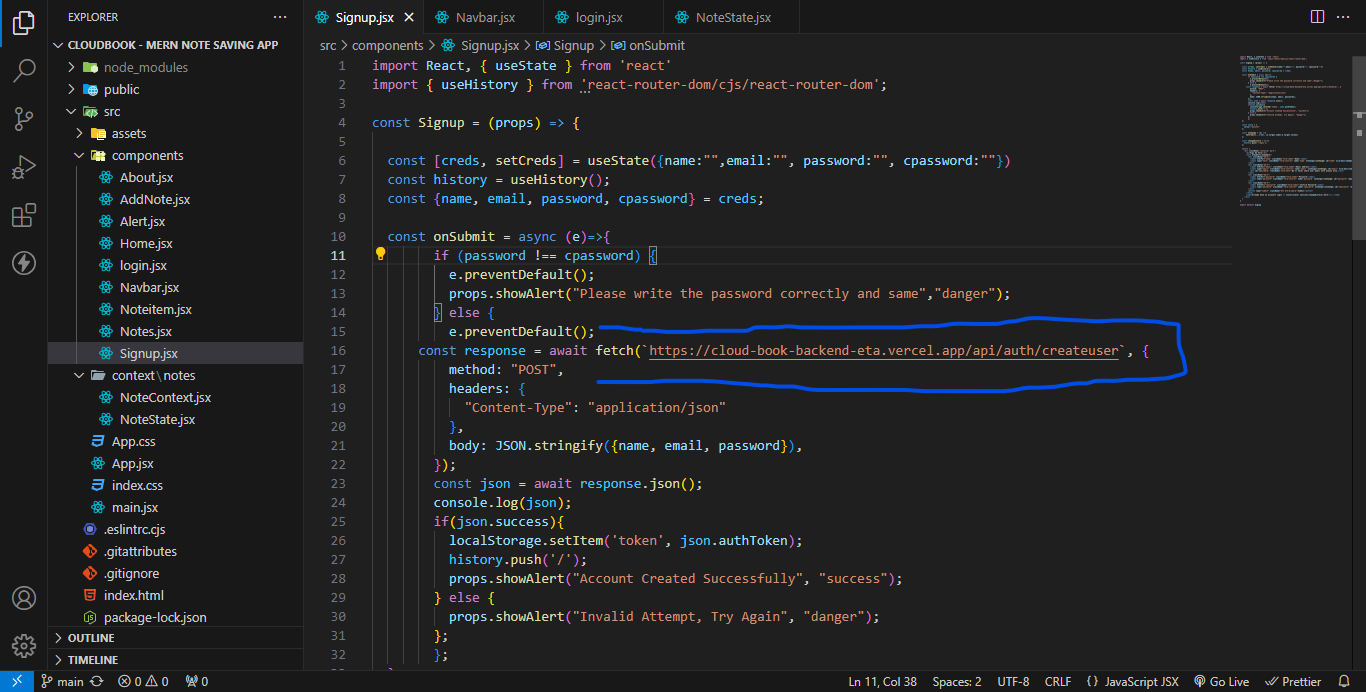 EXPLORER
CLOUDBOOK - MERN NOTE SAVING APP
node_modules
public
src
assets
components
About.jsx
AddNote.jsx
Alert.jsx
Home.jsx
login.jsx
Navbar.jsx
Noteitem.jsx
Notes.jsx
Signup.jsx
context\notes
NoteContext.jsx
NoteState.jsx
App.css
App.jsx
index.css
main.jsx
.eslintrc.cjs
.gitattributes
.gitignore
index.html
package-lock.json
OUTLINE
TIMELINE
Signup.jsx Navbar.jsx login.jsx NoteState.jsx
src > components > Signup.jsx > Signup > onSubmit
1 import React, { useState } from 'react'
2 import { useHistory } from 'react-router-dom/cjs/react-router-dom';
3
4 const Signup = (props) => {
5
6 const [creds, setCreds] = useState({name:"",email:"", password:"", cpassword:""})
7 const history = useHistory();
8 const {name, email, password, cpassword} = creds;
9
10 const onSubmit = async (e)=>{
11 if (password !== cpassword) {
12 e.preventDefault();
13 props.showAlert("Please write the password correctly and same","danger");
14 } else {
15 e.preventDefault();
16 const response = await fetch(`https://cloud-book-backend-eta.vercel.app/api/auth/createuser`, {
17 method: "POST",
18 headers: {
19 "Content-Type": "application/json"
20 },
21 body: JSON.stringify({name, email, password}),
22 });
23 const json = await response.json();
24 console.log(json);
25 if(json.success){
26 localStorage.setItem('token', json.authToken);
27 history.push('/');
28 props.showAlert("Account Created Successfully", "success");
29 } else {
30 props.showAlert("Invalid Attempt, Try Again", "danger");
31 };
32 };
main 0 0 0 Ln 11, Col 38 Spaces: 2 UTF-8 CRLF {} JavaScript JSX Go Live Prettier